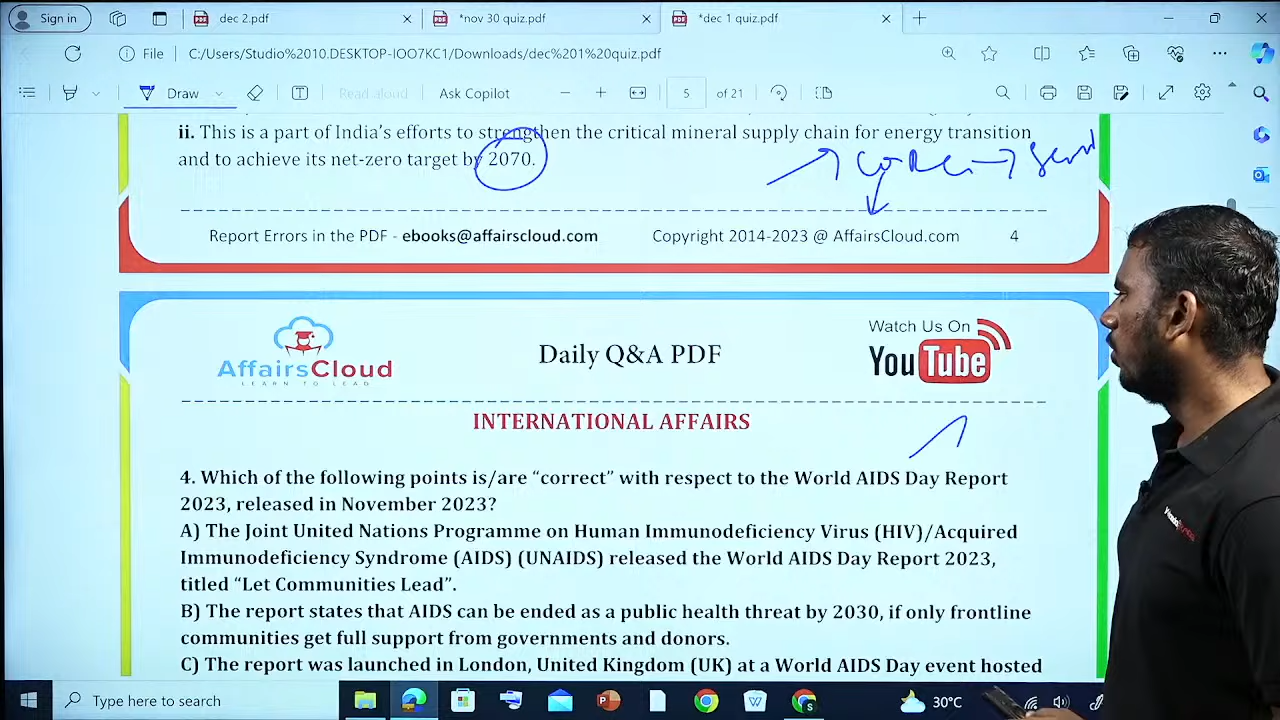 Sign in
dec 2.pdf
*nov 30 quiz.pdf
*dec 1 quiz.pdf
File
C:/Users/Studio%2010.DESKTOP-IOO7KC1/Downloads/dec%201%20quiz.pdf
Draw
Read aloud
Ask Copilot
5
of 21
ii. This is a part of India's efforts to strengthen the critical mineral supply chain for energy transition
and to achieve its net-zero target by 2070.
Report Errors in the PDF - ebooks@affairscloud.com
Copyright 2014-2023 @ AffairsCloud.com
4
AffairsCloud
LEARN TO LEAD
Daily Q&A PDF
Watch Us On
YouTube
INTERNATIONAL AFFAIRS
4. Which of the following points is/are “correct” with respect to the World AIDS Day Report
2023, released in November 2023?
A) The Joint United Nations Programme on Human Immunodeficiency Virus (HIV)/Acquired
Immunodeficiency Syndrome (AIDS) (UNAIDS) released the World AIDS Day Report 2023,
titled “Let Communities Lead”.
B) The report states that AIDS can be ended as a public health threat by 2030, if only frontline
communities get full support from governments and donors.
C) The report was launched in London, United Kingdom (UK) at a World AIDS Day event hosted
Type here to search
30°C